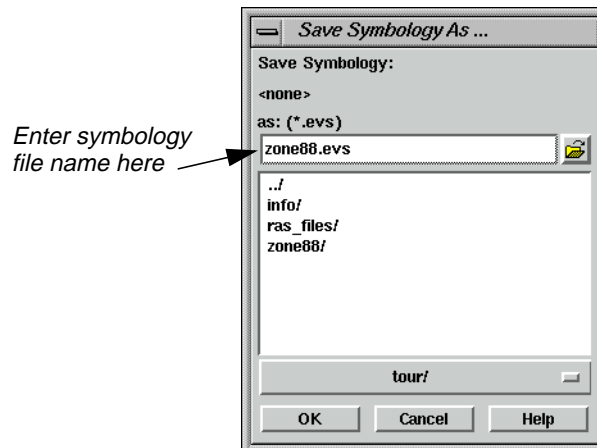 Save Symbology As ...
Save Symbology:
<none>
as: (*.evs)
Enter symbology
file name here
zone88.evs
../
info/
ras_files/
zone88/
tour/
OK Cancel Help